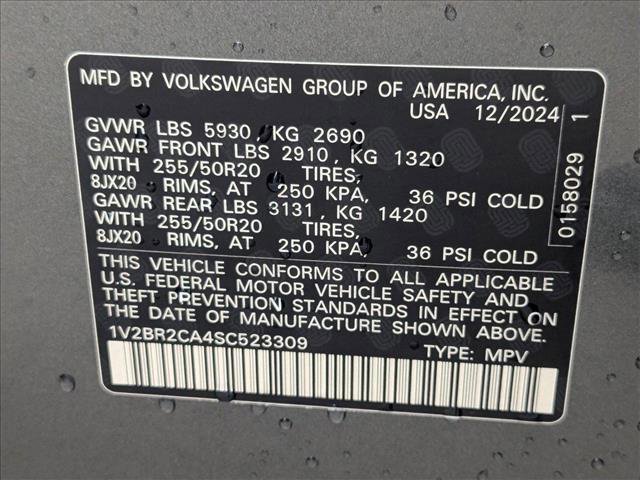 MFD BY VOLKSWAGEN GROUP OF AMERICA, INC.
USA 12/2024
GVWR LBS 5930, KG 2690
GAWR FRONT LBS 2910, KG 1320
WITH 255/50R20 TIRES,
8JX20 RIMS, AT 250 KPA, 36 PSI COLD
GAWR REAR LBS 3131, KG 1420
WITH 255/50R20 TIRES,
8JX20 RIMS, AT 250 KPA, 36 PSI COLD
THIS VEHICLE CONFORMS TO ALL APPLICABLE
U.S. FEDERAL MOTOR VEHICLE SAFETY AND
THEFT PREVENTION STANDARDS IN EFFECT ON
THE DATE OF MANUFACTURE SHOWN ABOVE.
1V2BR2CA4SC523309 TYPE: MPV
0158029 1